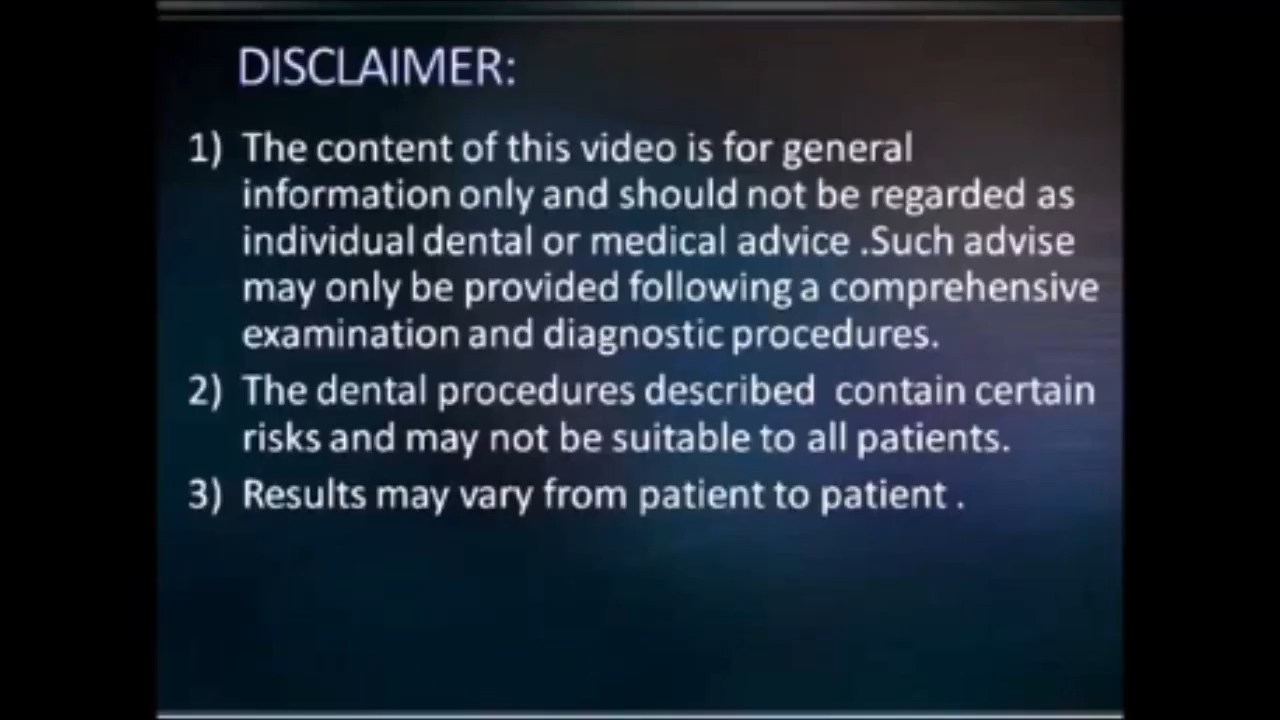 DISCLAIMER:
1) The content of this video is for general
information only and should not be regarded as
individual dental or medical advice .Such advise
may only be provided following a comprehensive
examination and diagnostic procedures.
2) The dental procedures described  contain certain
risks and may not be suitable to all patients.
3) Results may vary from patient to patient .